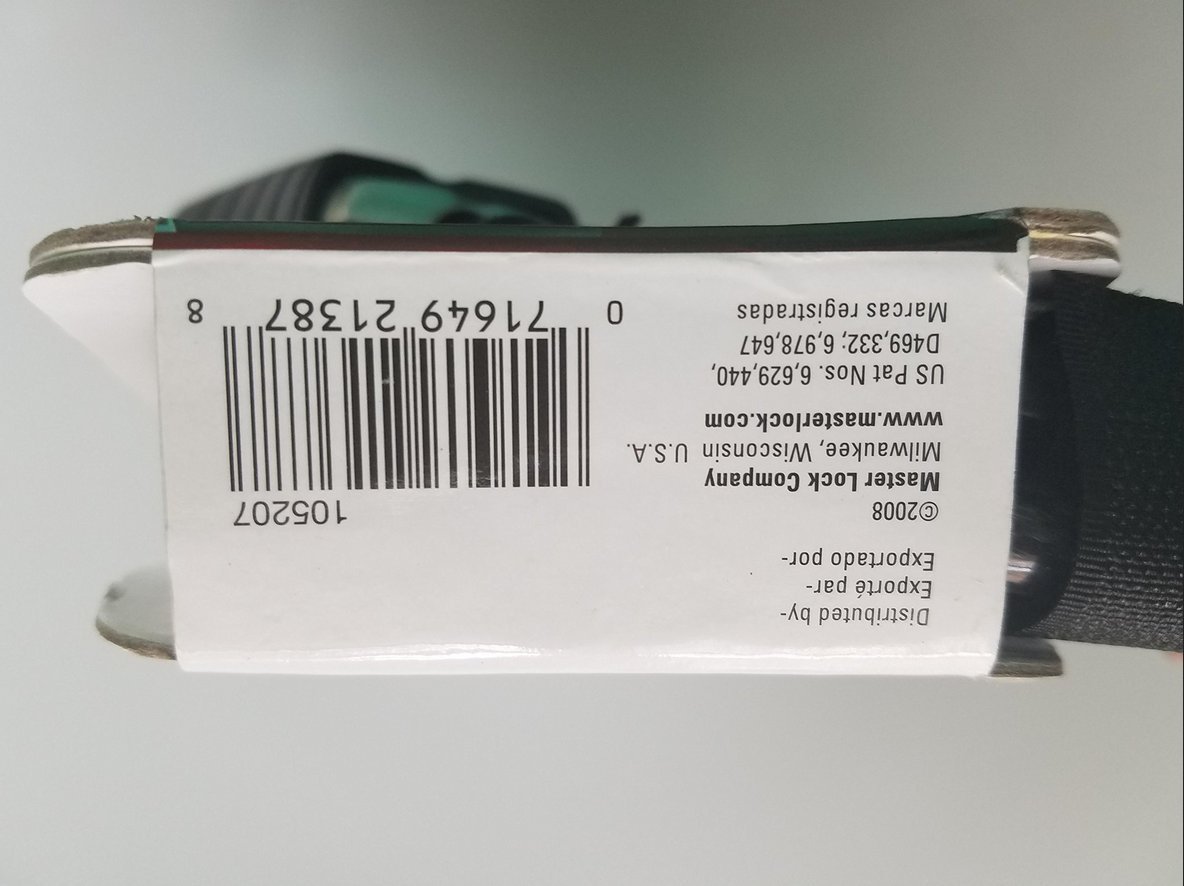 Distributed by-
Exporté par-
Exportado por-
©2008
Master Lock Company
Milwaukee, Wisconsin U.S.A.
www.masterlock.com
US Pat Nos. 6,629,440,
D469,332; 6,978,647
Marcas registradas
105207
0 71649 21387 8